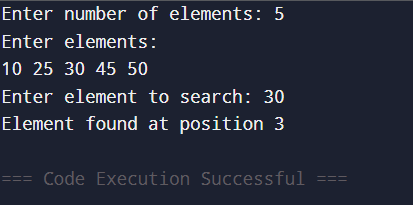 Enter number of elements: 5
Enter elements:
10 25 30 45 50
Enter element to search: 30
Element found at position 3
=== Code Execution Successful ===